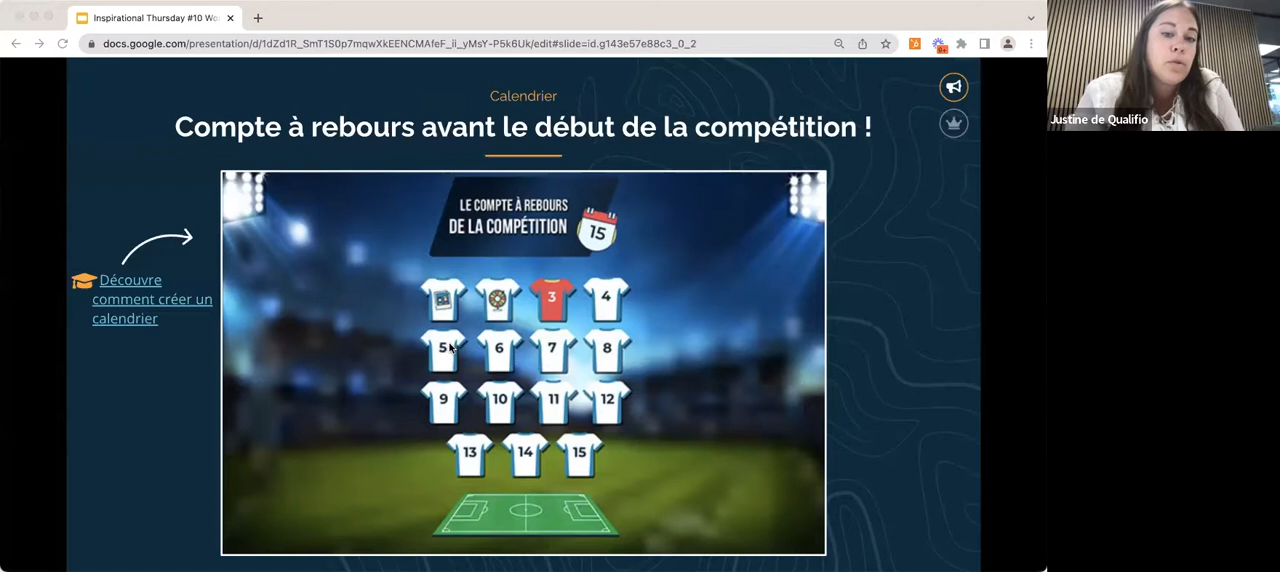 Inspirational Thursday #10 Wo
docs.google.com/presentation/d/1dZd1R_SmT1S0p7mqwXkEENCMAfeF_ii_yMsY-P5k6Uk/edit#slide=id.g143e57e88c3_0_2
9+
Justine de Qualifio
Calendrier
Compte à rebours avant le début de la compétition !
LE COMPTE À REBOURS
DE LA COMPÉTITION
15
Découvre
comment créer un
calendrier
3 4
5 6 7 8
9 10 11 12
13 14 15